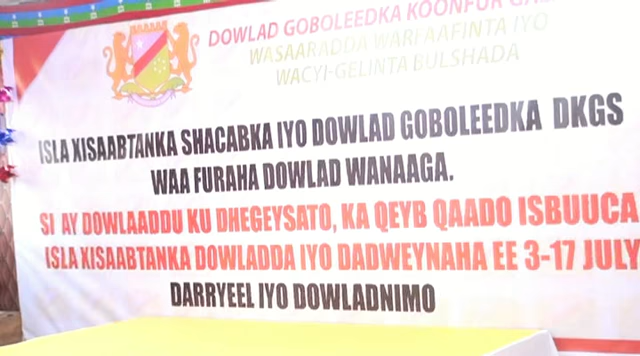 DOWLAD GOBOLEEDKA KOONFUR
WASAARADDA WARFAAFINTA IYO
WACYI-GELINTA BULSHADA
ISLA XISAABTANKA SHACABKA IYO DOWLAD GOBOLEEDKA DKGS
WAA FURAHA DOWLAD WANAAGA.
SI AY DOWLAADDU KU DHEGEYSATO, KA QEYB QAADO ISBUUCA
ISLA XISAABTANKA DOWLADDA IYO DADWEYNAHA EE 3-17 JULY
DARRYEEL IYO DOWLADNIMO